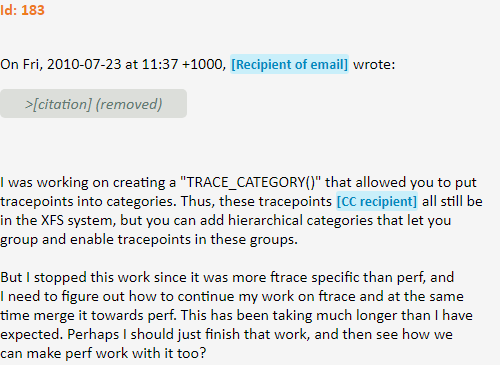 Id: 183
On Fri, 2010-07-23 at 11:37 +1000, [Recipient of email] wrote:
>[citation] (removed)
I was working on creating a "TRACE_CATEGORY()" that allowed you to put
tracepoints into categories. Thus, these tracepoints [CC recipient] all still be
in the XFS system, but you can add hierarchical categories that let you
group and enable tracepoints in these groups.
But I stopped this work since it was more ftrace specific than perf, and
I need to figure out how to continue my work on ftrace and at the same
time merge it towards perf. This has been taking much longer than I have
expected. Perhaps I should just finish that work, and then see how we
can make perf work with it too?